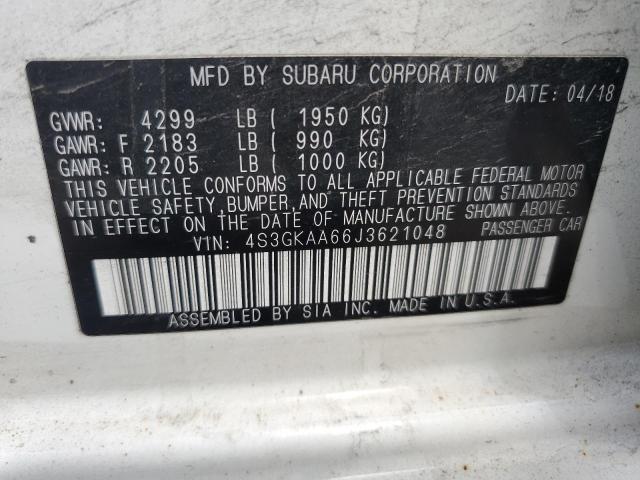 MFD BY SUBARU CORPORATION
DATE: 04/18
GVWR: 4299 LB ( 1950 KG)
GAWR: F 2183 LB ( 990 KG)
GAWR: R 2205 LB ( 1000 KG)
THIS VEHICLE CONFORMS TO ALL APPLICABLE FEDERAL MOTOR
VEHICLE SAFETY, BUMPER, AND THEFT PREVENTION STANDARDS
IN EFFECT ON THE DATE OF MANUFACTURE SHOWN ABOVE.
VIN: 4S3GKAA66J3621048 PASSENGER CAR
ASSEMBLED BY SIA INC. MADE IN U.S.A.